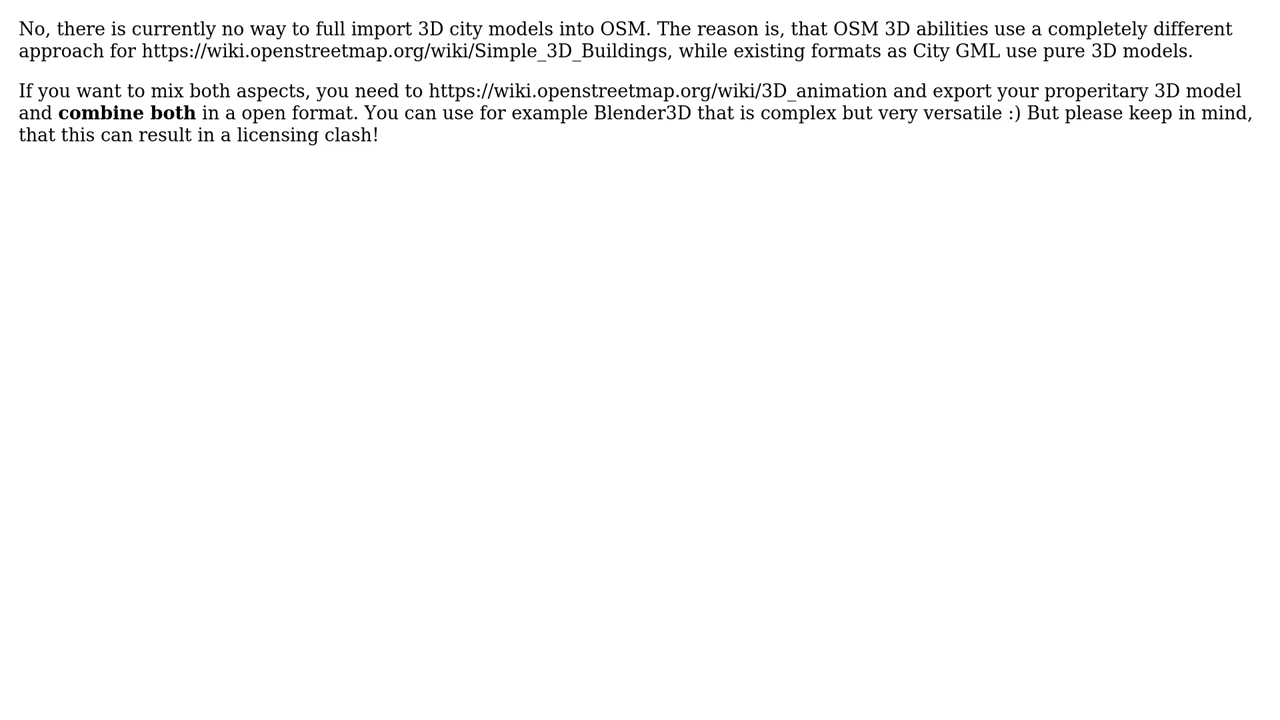 No, there is currently no way to full import 3D city models into OSM. The reason is, that OSM 3D abilities use a completely different
approach for https://wiki.openstreetmap.org/wiki/Simple_3D_Buildings, while existing formats as City GML use pure 3D models.
If you want to mix both aspects, you need to https://wiki.openstreetmap.org/wiki/3D_animation and export your properitary 3D model
and combine both in a open format. You can use for example Blender3D that is complex but very versatile :) But please keep in mind,
that this can result in a licensing clash!